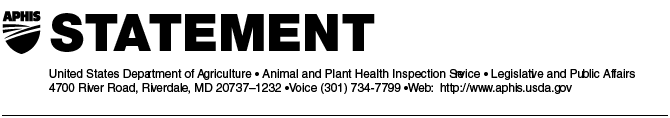 APHIS
STATEMENT
United States Department of Agriculture • Animal and Plant Health Inspection Service • Legislative and Public Affairs
4700 River Road, Riverdale, MD 20737–1232 •Voice (301) 734-7799 •Web: http://www.aphis.usda.gov